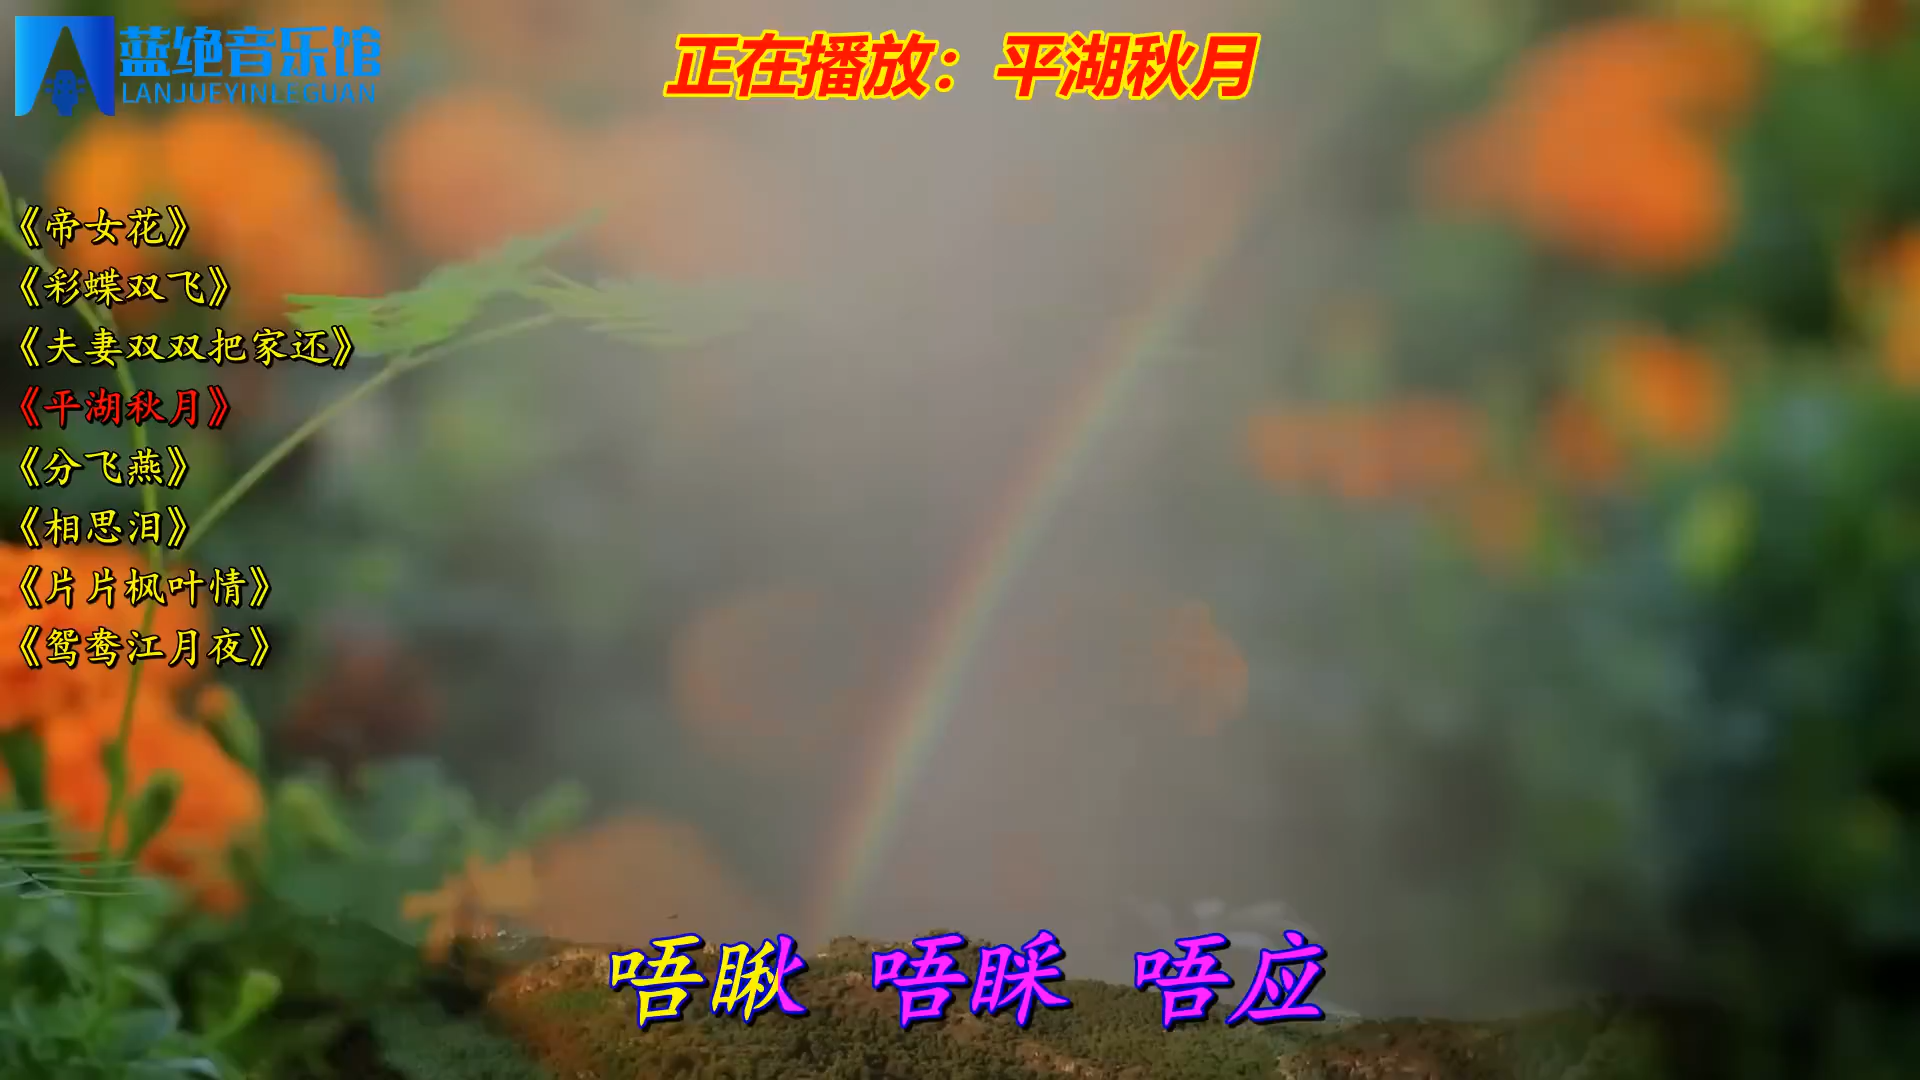 蓝绝音乐馆
LANJUEYINLEGUAN
正在播放：平湖秋月
《帝女花》
《彩蝶双飞》
《夫妻双双把家还》
《平湖秋月》
《分飞燕》
《相思泪》
《片片枫叶情》
《鸳鸯江月夜》
唔瞅 唔睬 唔应